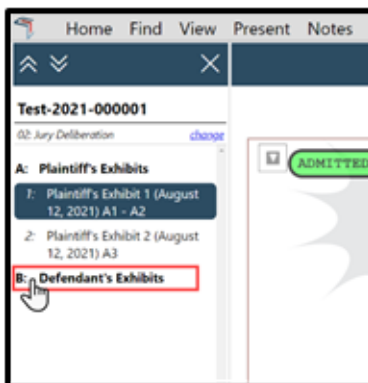 Home Find View Present Notes
Test-2021-000001
02: Jury Deliberation change
A: Plaintiff's Exhibits
1: Plaintiff's Exhibit 1 (August
12, 2021) A1 - A2
2: Plaintiff's Exhibit 2 (August
12, 2021) A3
B: Defendant's Exhibits
ADMITTED